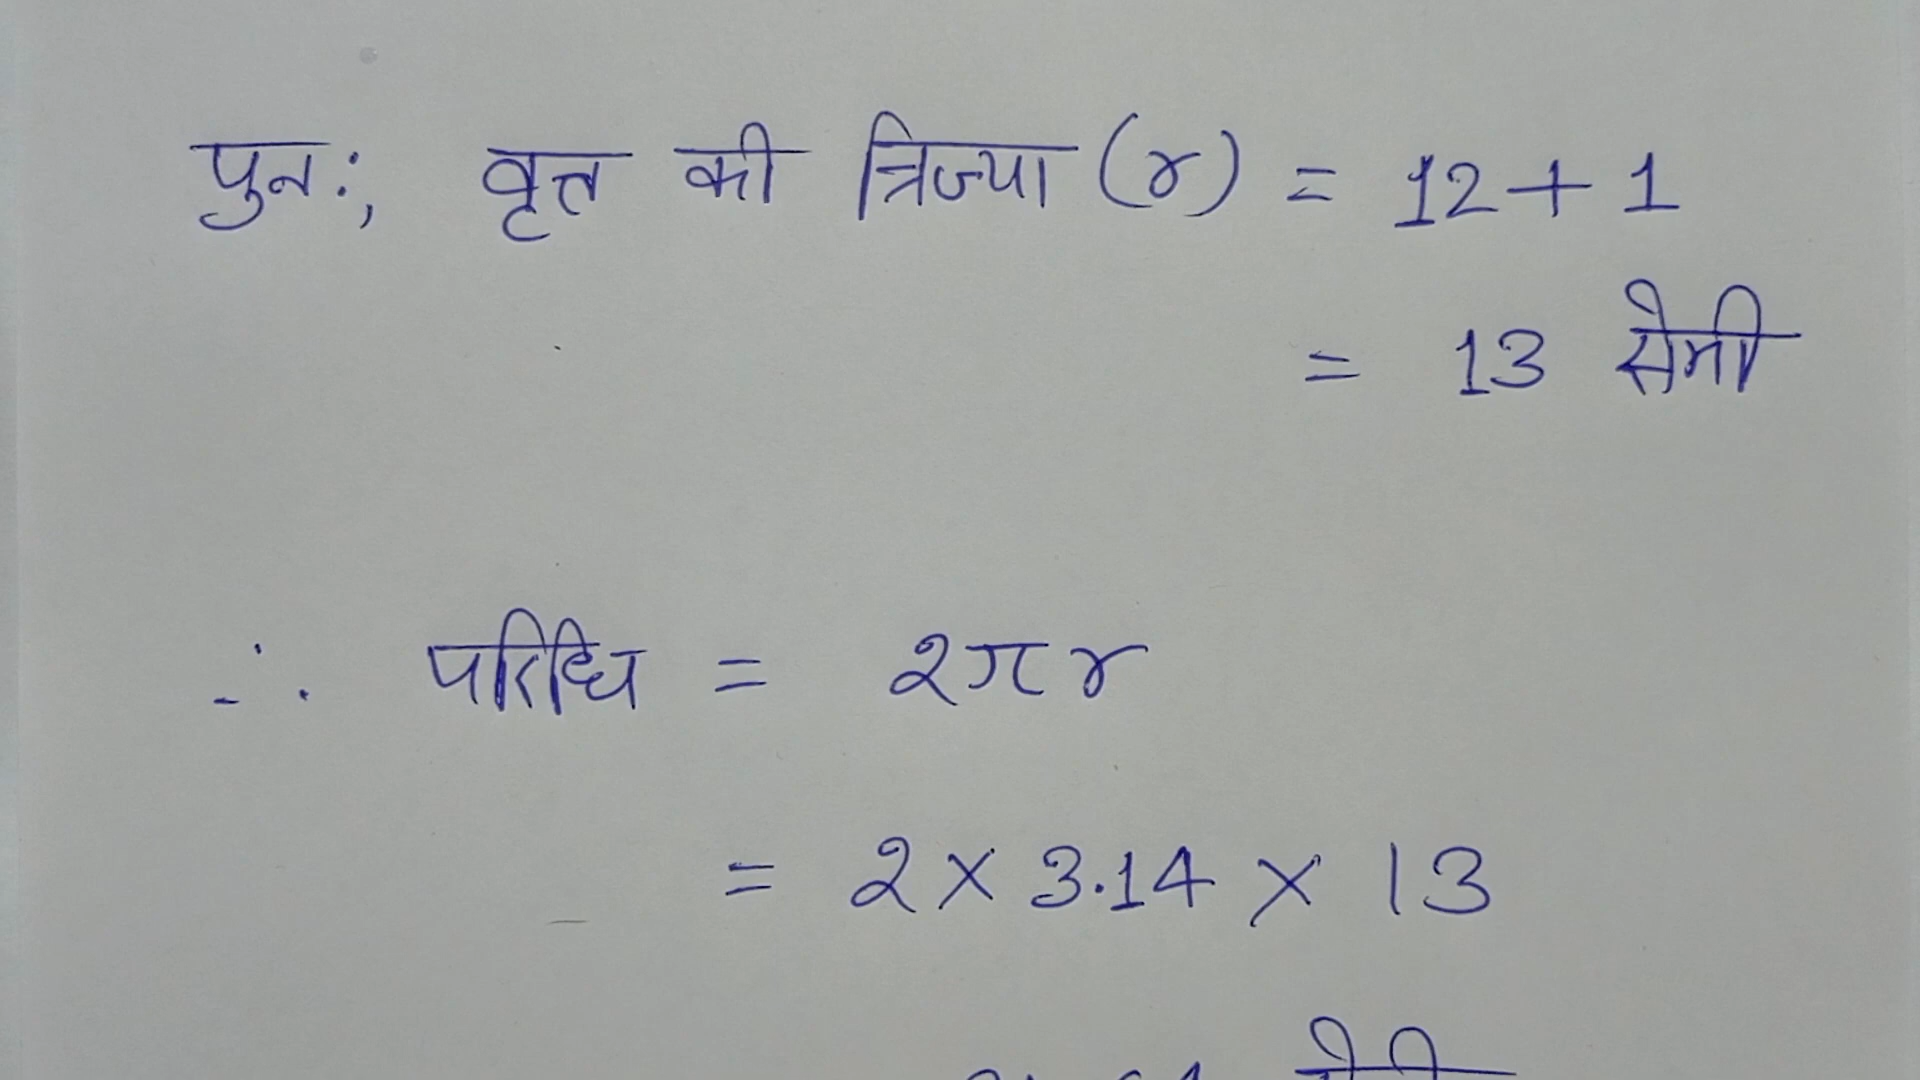 पुनः, वृत्त की त्रिज्या (r) = 12 + 1
= 13 सेमी
∴ परिधि = 2πr
= 2 × 3.14 × 13